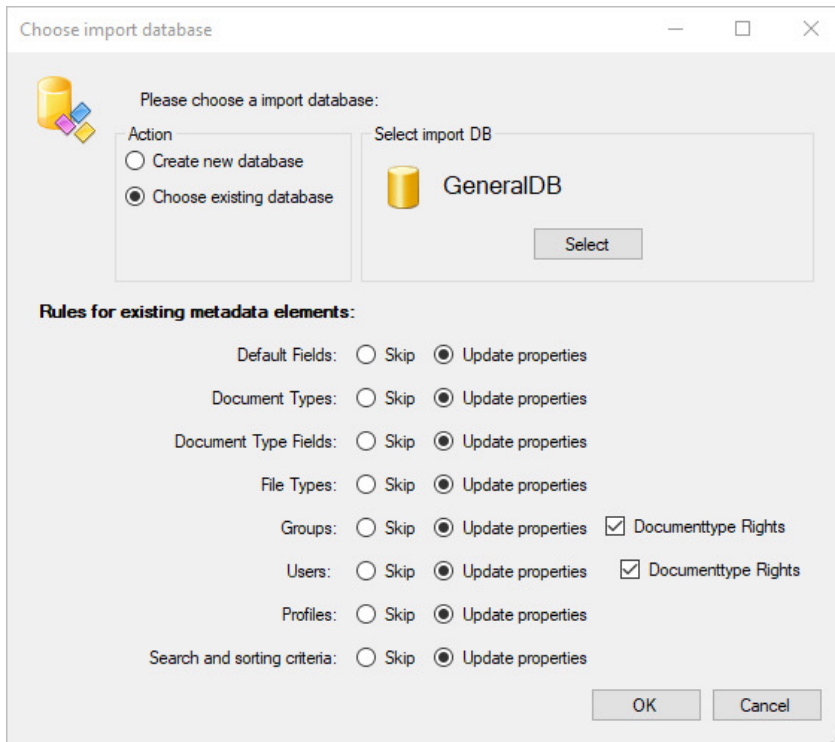 Choose import database
Please choose a import database:
Action
Create new database
Choose existing database
Select import DB
GeneralDB
Select
Rules for existing metadata elements:
Default Fields: Skip Update properties
Document Types: Skip Update properties
Document Type Fields: Skip Update properties
File Types: Skip Update properties
Groups: Skip Update properties Documenttype Rights
Users: Skip Update properties Documenttype Rights
Profiles: Skip Update properties
Search and sorting criteria: Skip Update properties
OK Cancel